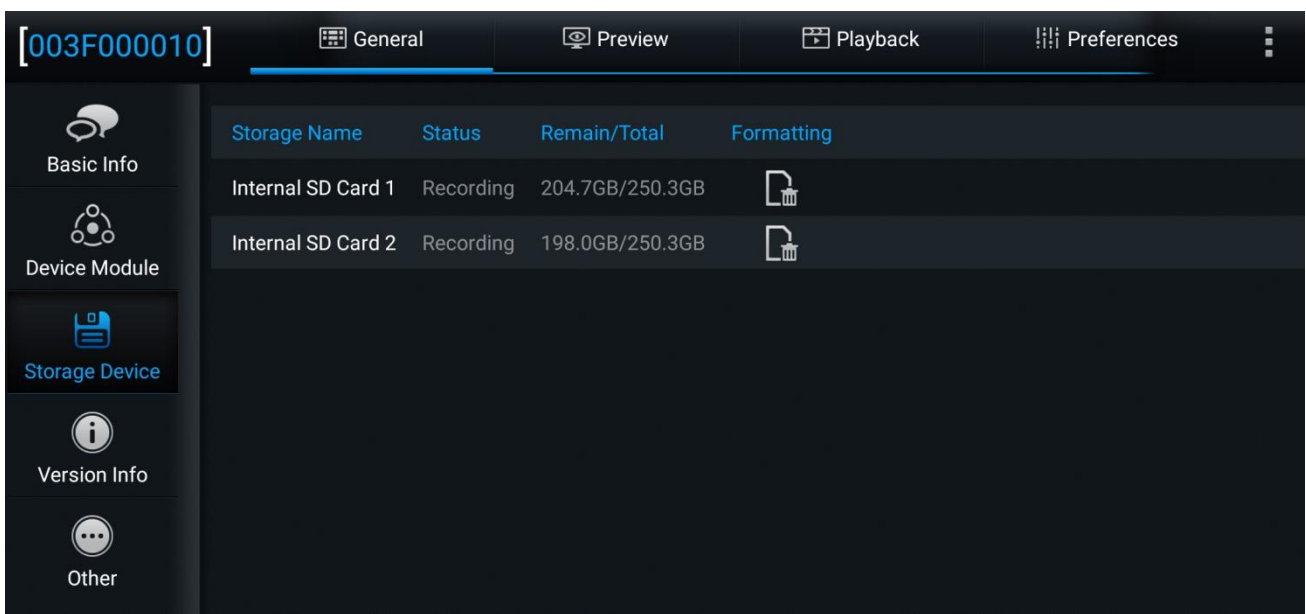 [003F000010]
General
Preview
Playback
Preferences
Basic Info
Device Module
Storage Device
Version Info
Other
Storage Name Status Remain/Total Formatting
Internal SD Card 1 Recording 204.7GB/250.3GB
Internal SD Card 2 Recording 198.0GB/250.3GB